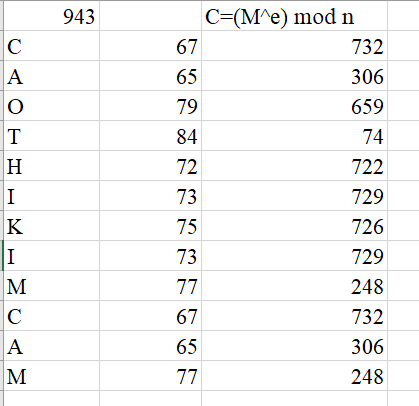 943 C=(M^e) mod n
C 67 732
A 65 306
O 79 659
T 84 74
H 72 722
I 73 729
K 75 726
I 73 729
M 77 248
C 67 732
A 65 306
M 77 248